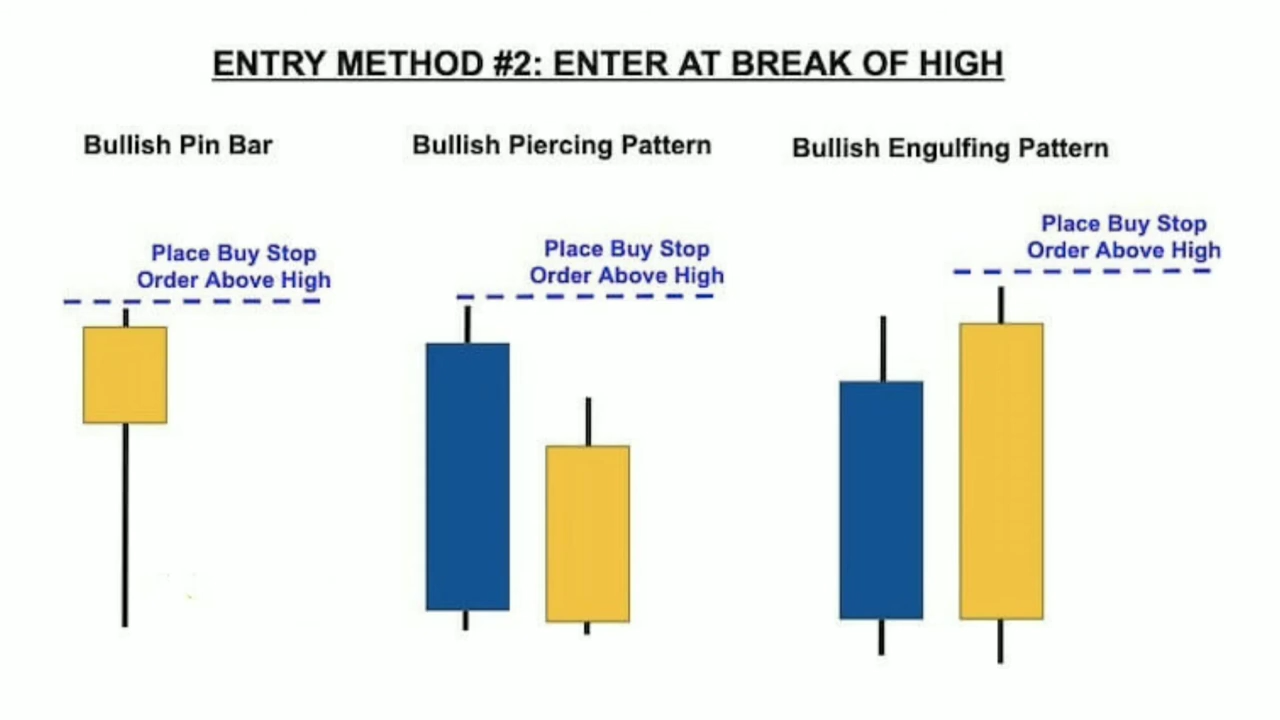 ENTRY METHOD #2: ENTER AT BREAK OF HIGH
Bullish Pin Bar
Bullish Piercing Pattern
Bullish Engulfing Pattern
Place Buy Stop
Order Above High
Place Buy Stop
Order Above High
Place Buy Stop
Order Above High